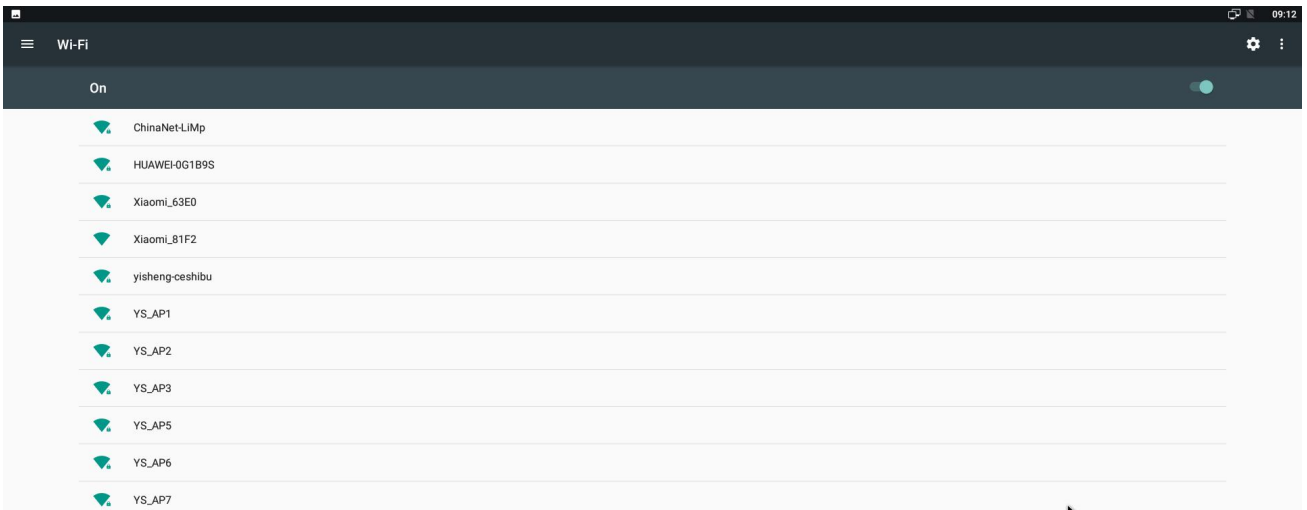 09:12
Wi-Fi
On
ChinaNet-LiMp
HUAWEI-0G1B9S
Xiaomi_63E0
Xiaomi_81F2
yisheng-ceshibu
YS_AP1
YS_AP2
YS_AP3
YS_AP5
YS_AP6
YS_AP7